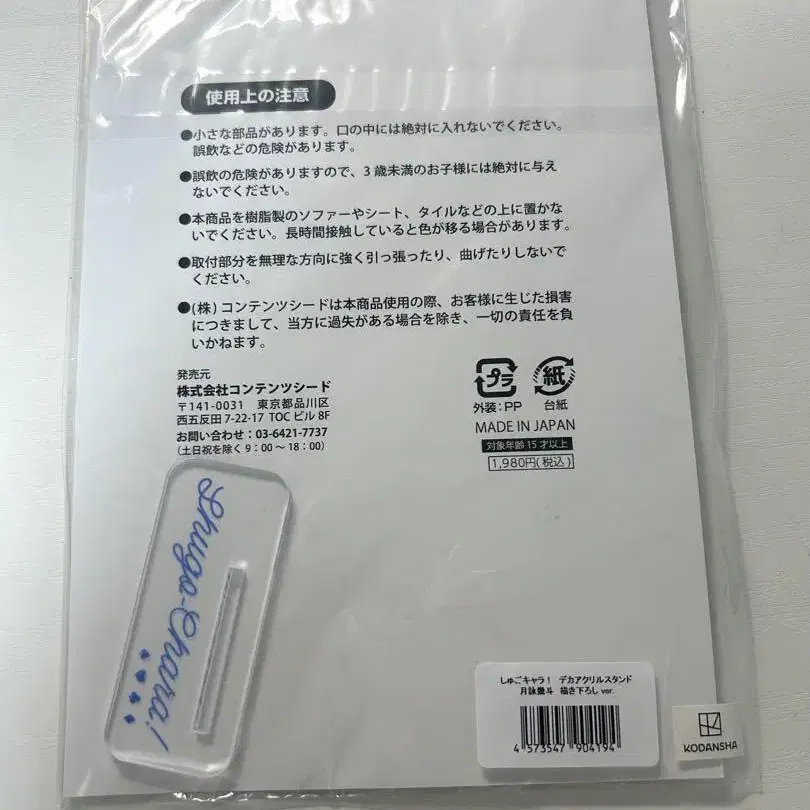 使用上の注意
●小さな部品があります。口の中には絶対に入れないでください。
誤飲などの危険があります。
●誤飲の危険がありますので、3歳未満のお子様には絶対に与え
ないでください。
●本商品を樹脂製のソファーやシート、タイルなどの上に置かな
いでください。長時間接触していると色が移る場合があります。
●取付部分を無理な方向に強く引っ張ったり、曲げたりしないで
ください。
●(株)コンテンツシードは本商品使用の際、お客様に生じた損害
につきまして、当方に過失がある場合を除き、一切の責任を負
いかねます。
発売元
株式会社コンテンツシード
〒141-0031 東京都品川区
西五反田7-22-17 TOCビル8F
お問い合わせ:03-6421-7737
(土日祝を除く9:00〜18:00)
プラ 紙
外装:PP 台紙
MADE IN JAPAN
対象年齢15才以上
1,980円(税込)
Shugo Chara!
しゅごキャラ! デカアクリルスタンド
月詠幾斗 描き下ろし ver.
4 573547 904194
KODANSHA